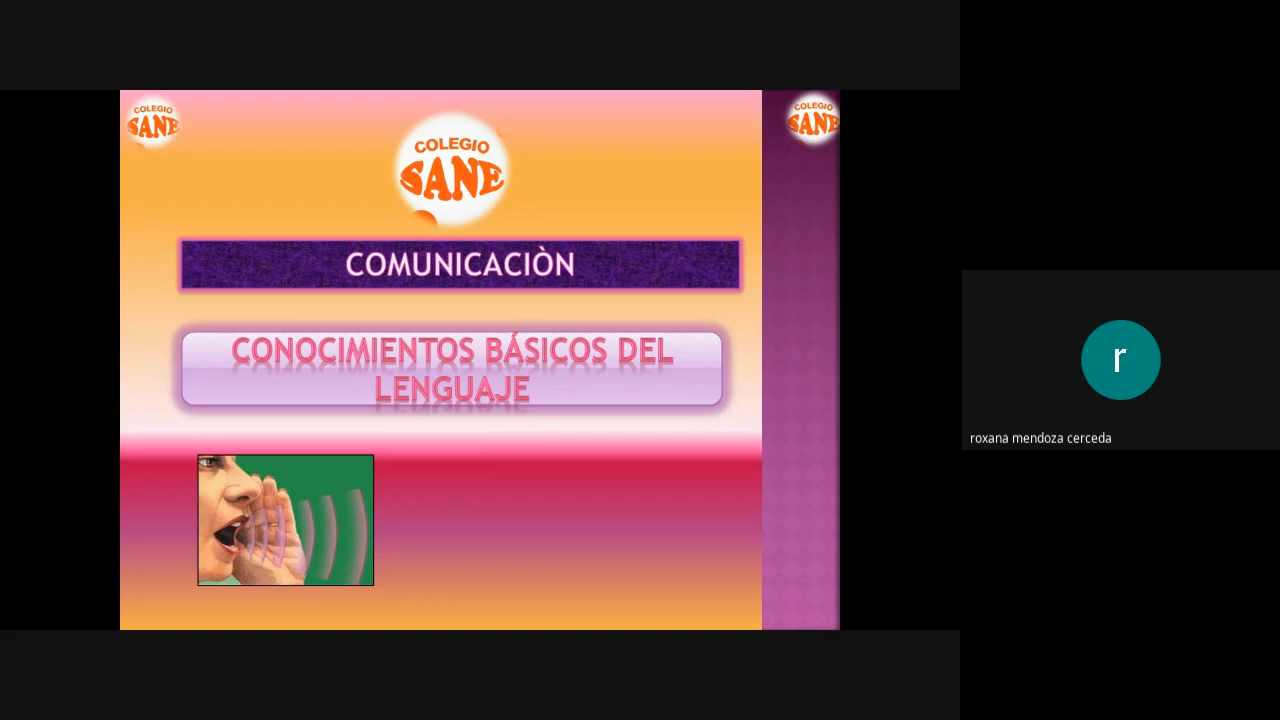 COLEGIO
SANE
COLEGIO
SANE
COLEGIO
SANE
COMUNICACIÒN
CONOCIMIENTOS BÁSICOS DEL
LENGUAJE
r
roxana mendoza cerceda